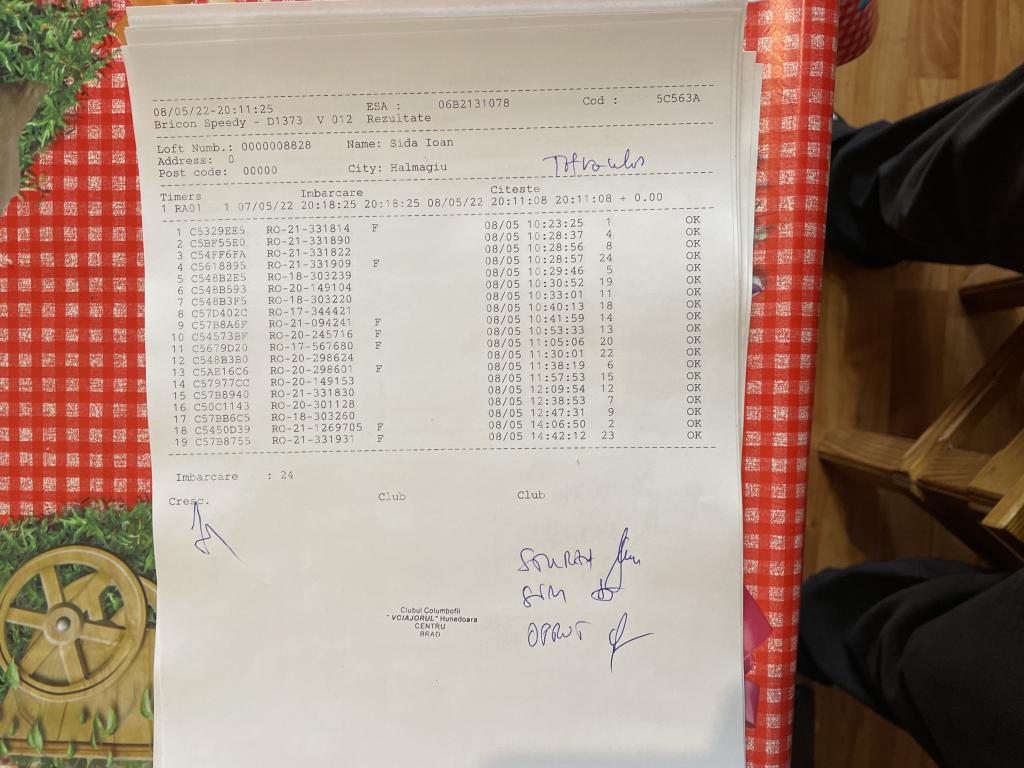 08/05/22-20:11:25 ESA : 06B2131078 Cod : 5C563A
Bricon Speedy - D1373 V 012 Rezultate
Loft Numb.: 0000008828 Name: Sida Ioan
Address: 0
Post code: 00000 City: Halmagiu
Timers Imbarcare Citeste
1 RA01 1 07/05/22 20:18:25 20:18:25 08/05/22 20:11:08 20:11:08 + 0.00
1 C5329EE5 RO-21-331814 F 08/05 10:23:25 1 OK
2 C5BF55E0 RO-21-331890 08/05 10:28:37 4 OK
3 C54FF6FA RO-21-331822 08/05 10:28:56 8 OK
4 C5618895 RO-21-331909 F 08/05 10:28:57 24 OK
5 C548B2E5 RO-18-303239 08/05 10:29:46 5 OK
6 C548B593 RO-20-149104 08/05 10:30:52 19 OK
7 C548B3F5 RO-18-303220 08/05 10:33:01 11 OK
8 C57D402C RO-17-344421 08/05 10:40:13 18 OK
9 C57B8A6F RO-21-094241 F 08/05 10:41:59 14 OK
10 C54573BF RO-20-245716 F 08/05 10:53:33 13 OK
11 C5679D20 RO-17-567680 F 08/05 11:05:06 20 OK
12 C548B3B0 RO-20-298624 08/05 11:30:01 22 OK
13 C5AE16C6 RO-20-298601 F 08/05 11:38:19 6 OK
14 C57977CC RO-20-149153 08/05 11:57:53 15 OK
15 C57B8940 RO-21-331830 08/05 12:09:54 12 OK
16 C50C1143 RO-20-301128 08/05 12:38:53 7 OK
17 C57BB6C5 RO-18-303260 08/05 12:47:31 9 OK
18 C5450D39 RO-21-1269705 F 08/05 14:06:50 2 OK
19 C57B8755 RO-21-331931 F 08/05 14:42:12 23 OK
Imbarcare : 24
Cresc. Club Club
Clubul Columbofil
"VCIAJORUL" Hunedoara
CENTRU
BRAD